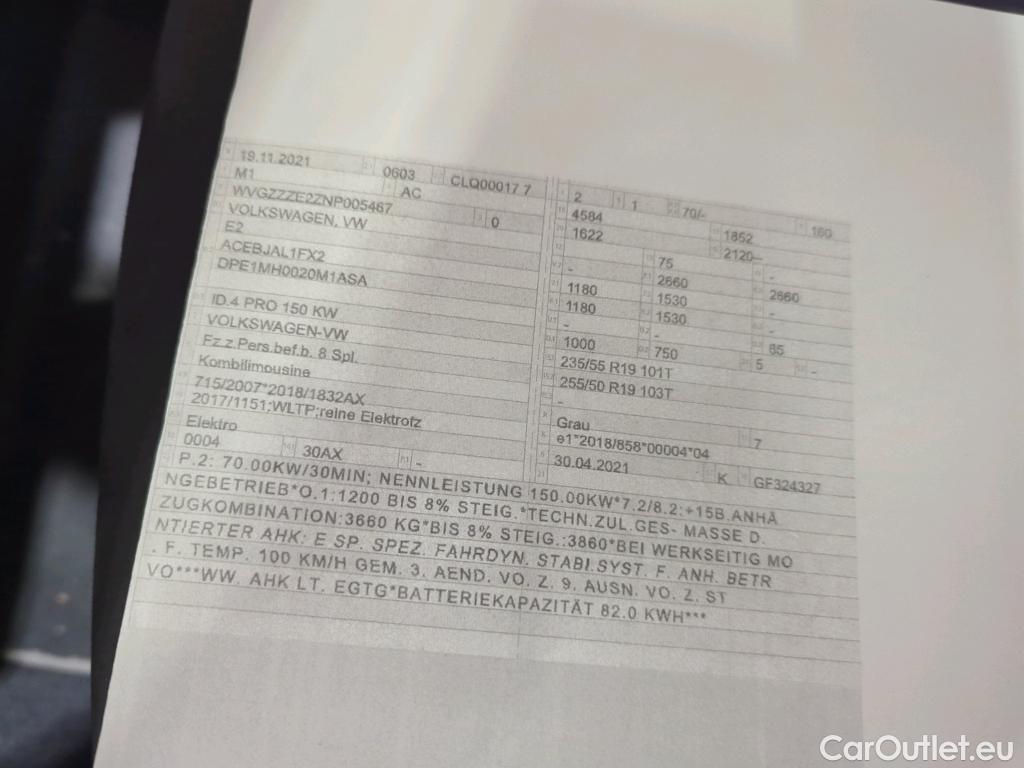 19.11.2021 0603 CLQ00017 7
M1 AC
WVGZZZE2ZNP005467 0
VOLKSWAGEN, VW
E2
ACEBJAL1FX2
DPE1MH0020M1ASA
ID.4 PRO 150 KW
VOLKSWAGEN-VW
Fz.z.Pers.bef.b. 8 Spl.
Kombilimousine
715/2007*2018/1832AX
2017/1151;WLTP;reine Elektrofz
Elektro
0004 30AX -
2 1 70/- 160
4584 1852
1622 2120--
- 75 -
- 2660 2660
1180 1530 -
1180 1530 -
- - 65
1000 750 5 -
235/55 R19 101T
255/50 R19 103T
-
Grau 7
e1*2018/858*00004*04
30.04.2021 K GF324327
P.2: 70.00KW/30MIN; NENNLEISTUNG 150.00KW*7.2/8.2:+15B.ANHÄ
NGEBETRIEB*O.1:1200 BIS 8% STEIG.*TECHN.ZUL.GES- MASSE D.
ZUGKOMBINATION:3660 KG*BIS 8% STEIG.:3860*BEI WERKSEITIG MO
NTIERTER AHK: E SP. SPEZ. FAHRDYN. STABI.SYST. F. ANH. BETR
. F. TEMP. 100 KM/H GEM. 3. AEND. VO. Z. 9. AUSN. VO. Z. ST
VO***WW. AHK LT. EGTG*BATTERIEKAPAZITÄT 82.0 KWH***
CarOutlet.eu